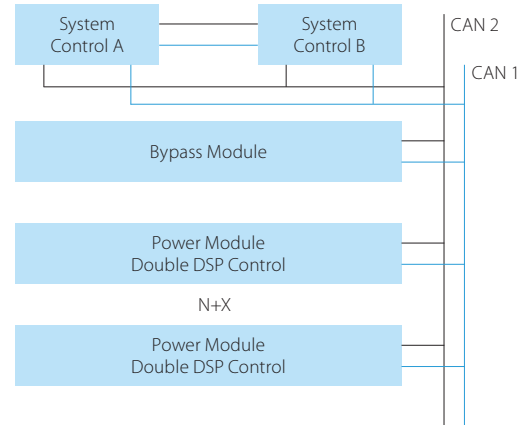 System
Control A
System
Control B
CAN 2
CAN 1
Bypass Module
Power Module
Double DSP Control
N+X
Power Module
Double DSP Control